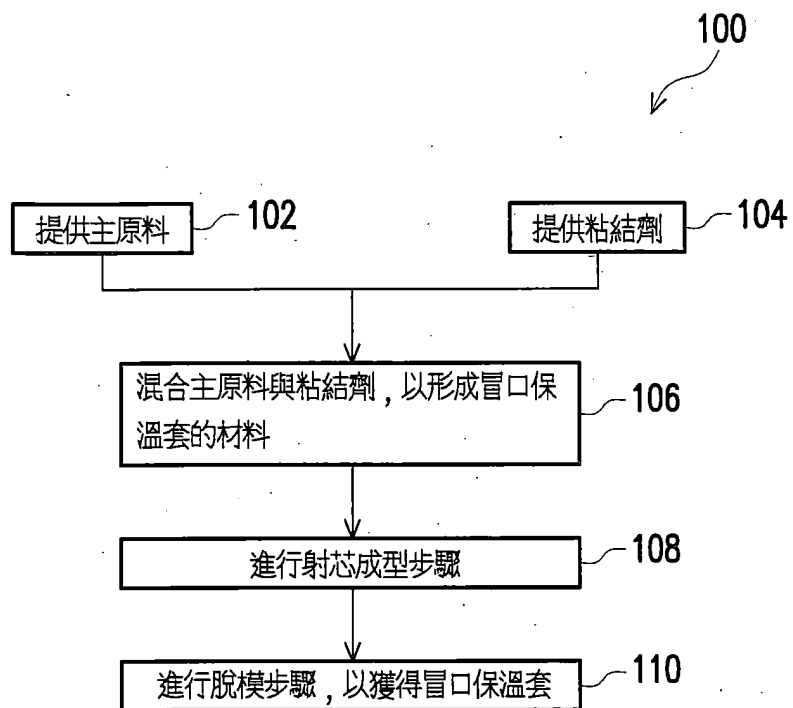 100
提供主原料
102
提供粘結劑
104
混合主原料與粘結劑,以形成冒口保
溫套的材料
106
進行射芯成型步驟
108
進行脫模步驟,以獲得冒口保溫套
110